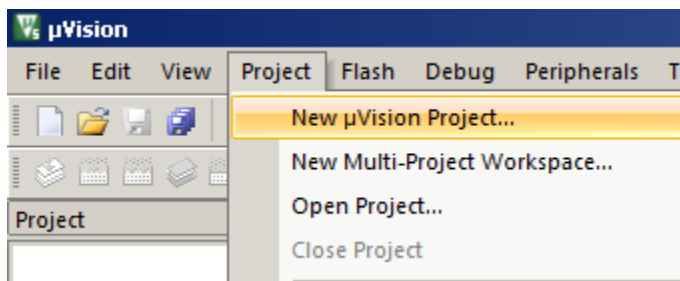 µVision
File Edit View Project Flash Debug Peripherals T
New µVision Project...
New Multi-Project Workspace...
Project
Open Project...
Close Project